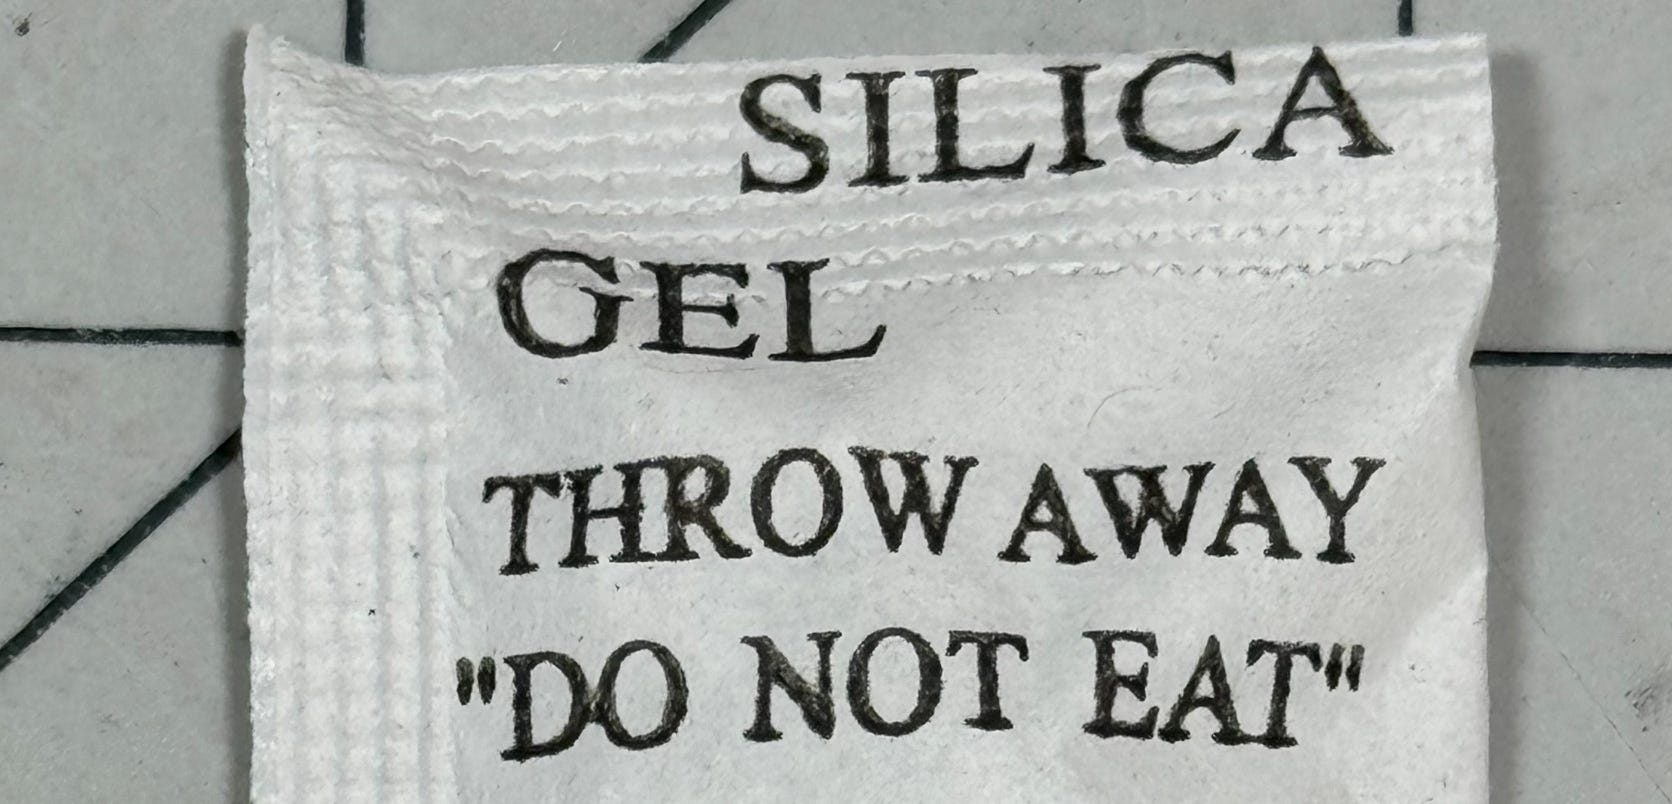 SILICA
GEL
THROW AWAY
"DO NOT EAT"